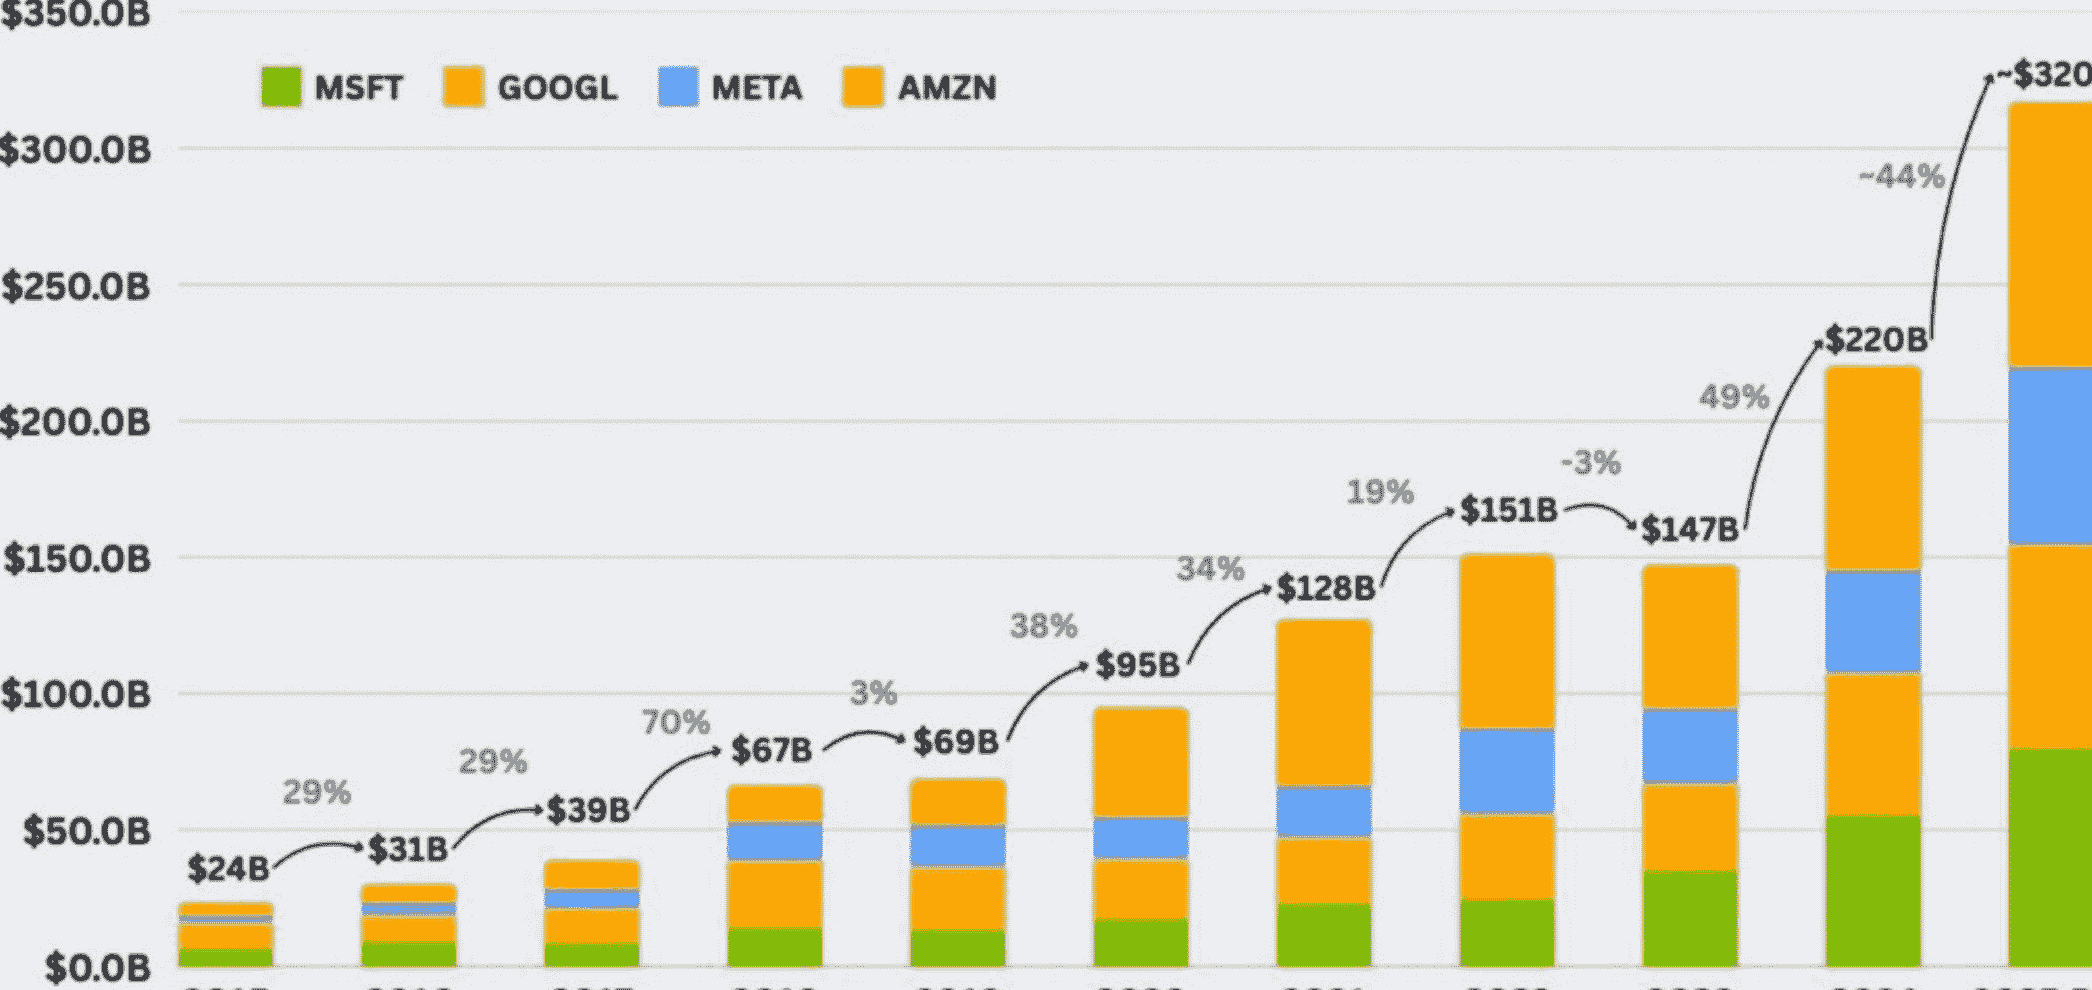 $350.0B
MSFT GOOGL META AMZN
~$320
$300.0B
~44%
$250.0B
$220B
49%
$200.0B
-3%
19%
$151B
$147B
$150.0B
34%
$128B
38%
$95B
$100.0B
3%
70%
$69B
$67B
29%
29%
$39B
$50.0B
$31B
$24B
$0.0B